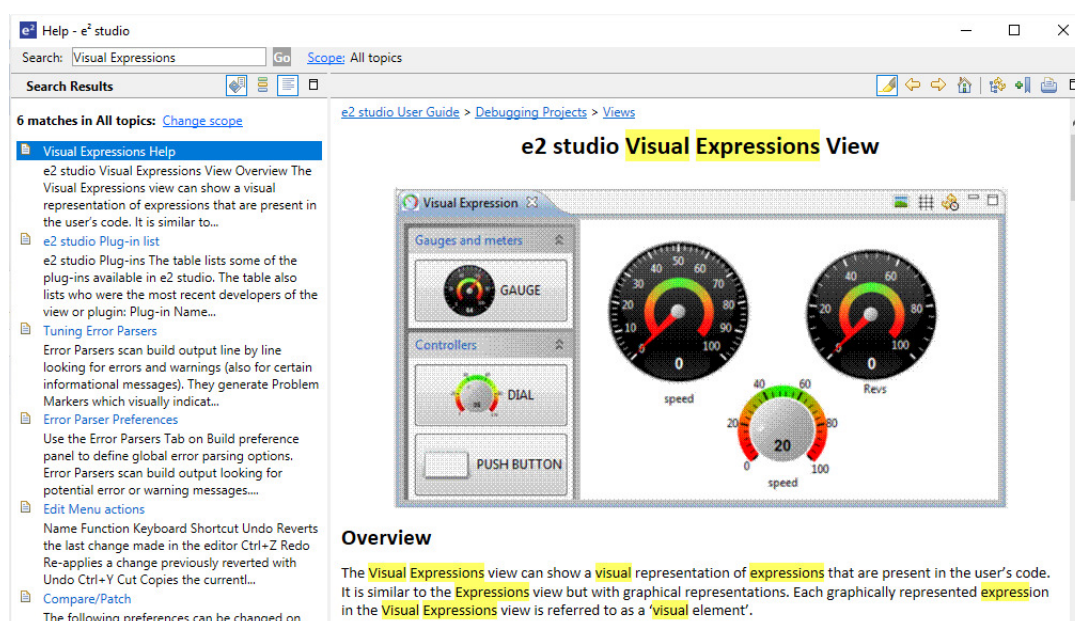 e² Help - e² studio
Search: Visual Expressions Go Scope: All topics
Search Results
6 matches in All topics: Change scope
Visual Expressions Help
e2 studio Visual Expressions View Overview The
Visual Expressions view can show a visual
representation of expressions that are present in
the user's code. It is similar to...
e2 studio Plug-in list
e2 studio Plug-ins The table lists some of the
plug-ins available in e2 studio. The table also
lists who were the most recent developers of the
view or plugin: Plug-in Name...
Tuning Error Parsers
Error Parsers scan build output line by line
looking for errors and warnings (also for certain
informational messages). They generate Problem
Markers which visually indicat...
Error Parser Preferences
Use the Error Parsers Tab on Build preference
panel to define global error parsing options.
Error Parsers scan build output looking for
potential error or warning messages....
Edit Menu actions
Name Function Keyboard Shortcut Undo Reverts
the last change made in the editor Ctrl+Z Redo
Re-applies a change previously reverted with
Undo Ctrl+Y Cut Copies the currentl...
Compare/Patch
The following preferences can be changed on
e2 studio User Guide > Debugging Projects > Views
e2 studio Visual Expressions View
Visual Expression
Gauges and meters
GAUGE
Controllers
DIAL
PUSH BUTTON
0 10 20 30 40 50 60 70 80 90 100
0
speed
0 20 40 60 80 100
0
Revs
0 20 40 60 80 100
20
speed
Overview
The Visual Expressions view can show a visual representation of expressions that are present in the user's code.
It is similar to the Expressions view but with graphical representations. Each graphically represented expression
in the Visual Expressions view is referred to as a 'visual element'.